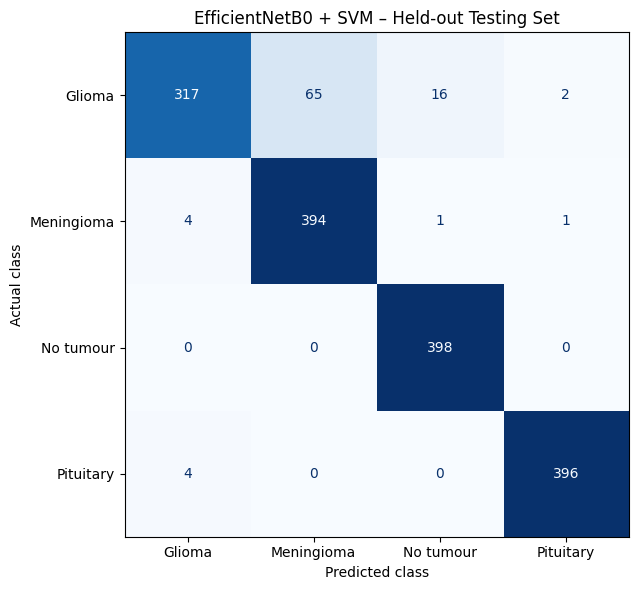 EfficientNetB0 + SVM – Held-out Testing Set
Glioma 317 65 16 2
Meningioma 4 394 1 1
No tumour 0 0 398 0
Pituitary 4 0 0 396
Actual class
Glioma Meningioma No tumour Pituitary
Predicted class